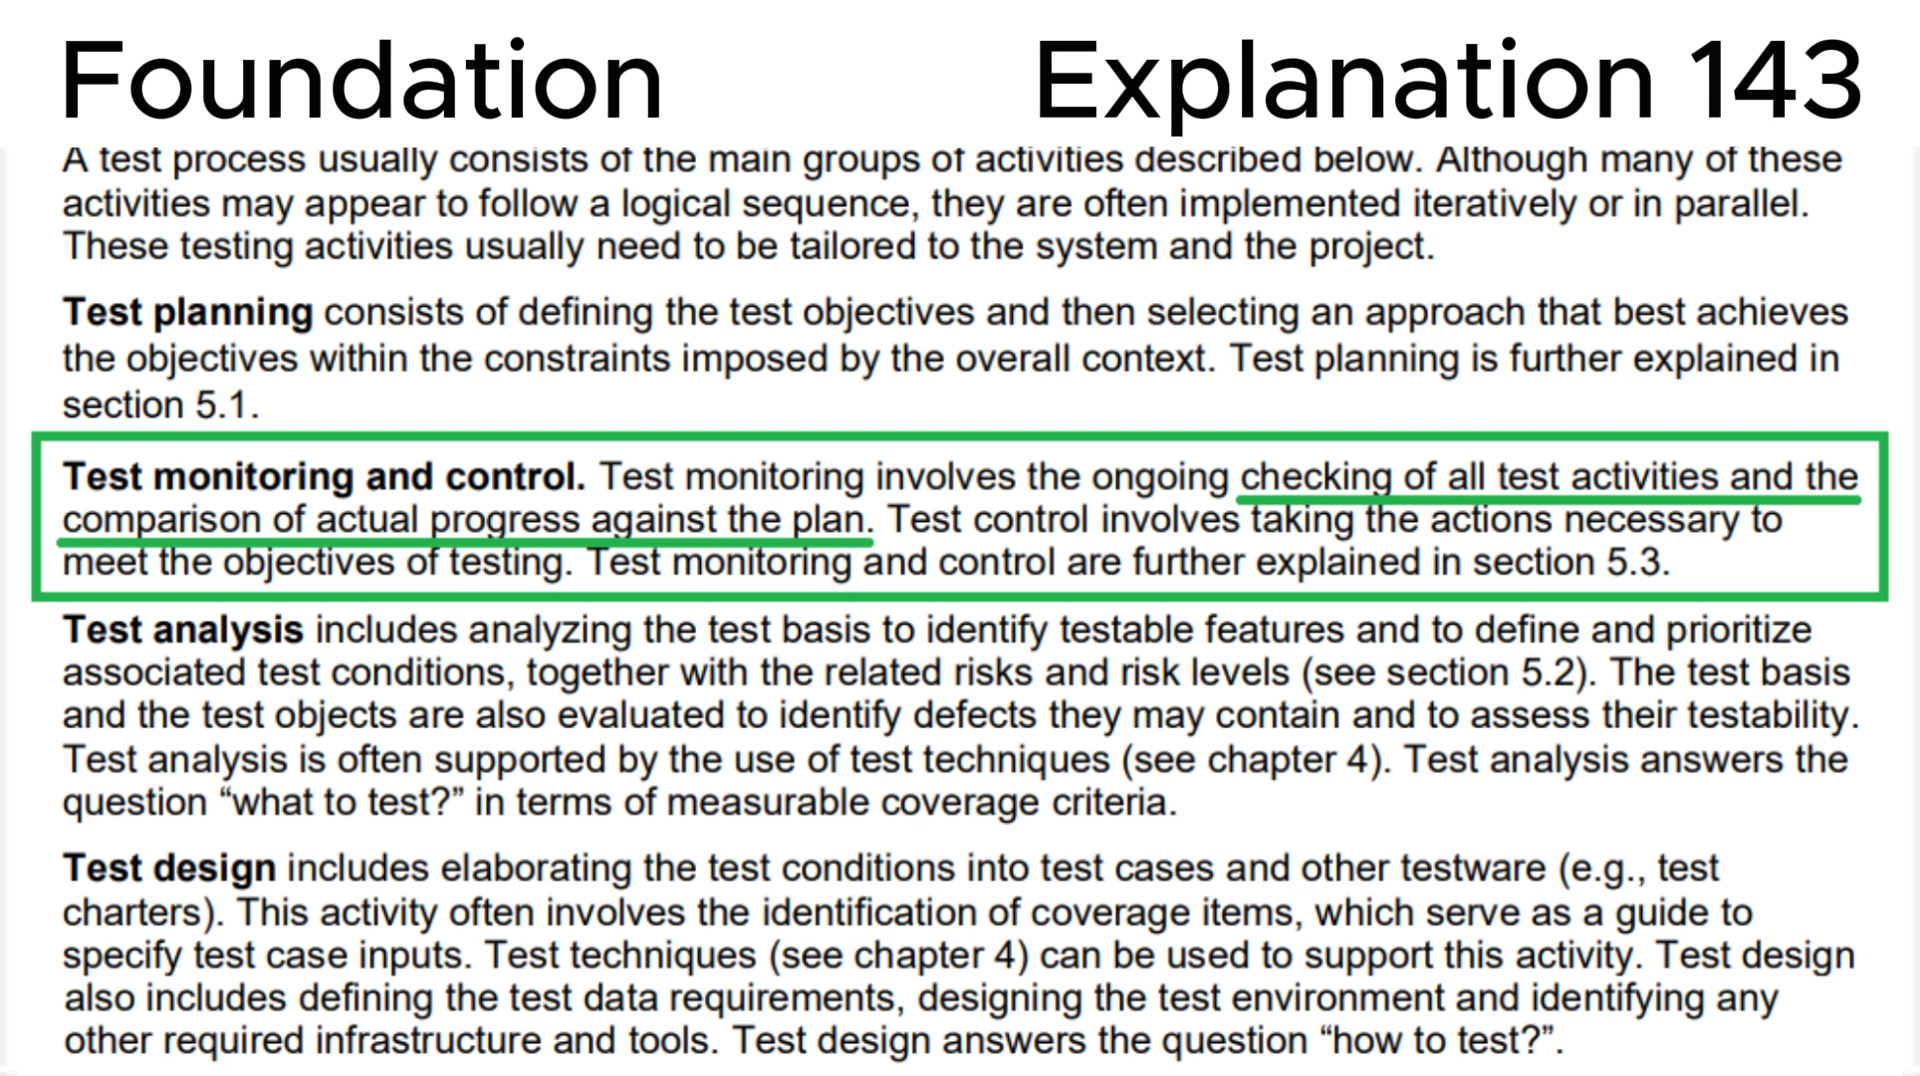 Foundation
Explanation 143
A test process usually consists of the main groups of activities described below. Although many of these
activities may appear to follow a logical sequence, they are often implemented iteratively or in parallel.
These testing activities usually need to be tailored to the system and the project.
Test planning consists of defining the test objectives and then selecting an approach that best achieves
the objectives within the constraints imposed by the overall context. Test planning is further explained in
section 5.1.
Test monitoring and control. Test monitoring involves the ongoing checking of all test activities and the
comparison of actual progress against the plan. Test control involves taking the actions necessary to
meet the objectives of testing. Test monitoring and control are further explained in section 5.3.
Test analysis includes analyzing the test basis to identify testable features and to define and prioritize
associated test conditions, together with the related risks and risk levels (see section 5.2). The test basis
and the test objects are also evaluated to identify defects they may contain and to assess their testability.
Test analysis is often supported by the use of test techniques (see chapter 4). Test analysis answers the
question “what to test?” in terms of measurable coverage criteria.
Test design includes elaborating the test conditions into test cases and other testware (e.g., test
charters). This activity often involves the identification of coverage items, which serve as a guide to
specify test case inputs. Test techniques (see chapter 4) can be used to support this activity. Test design
also includes defining the test data requirements, designing the test environment and identifying any
other required infrastructure and tools. Test design answers the question “how to test?”.